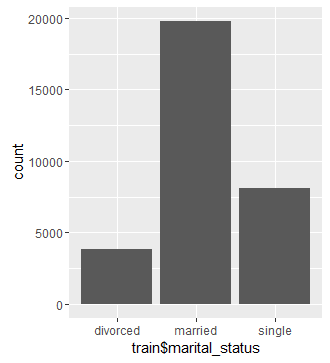 20000
15000
10000
5000
0
count
divorced married single
train$marital_status